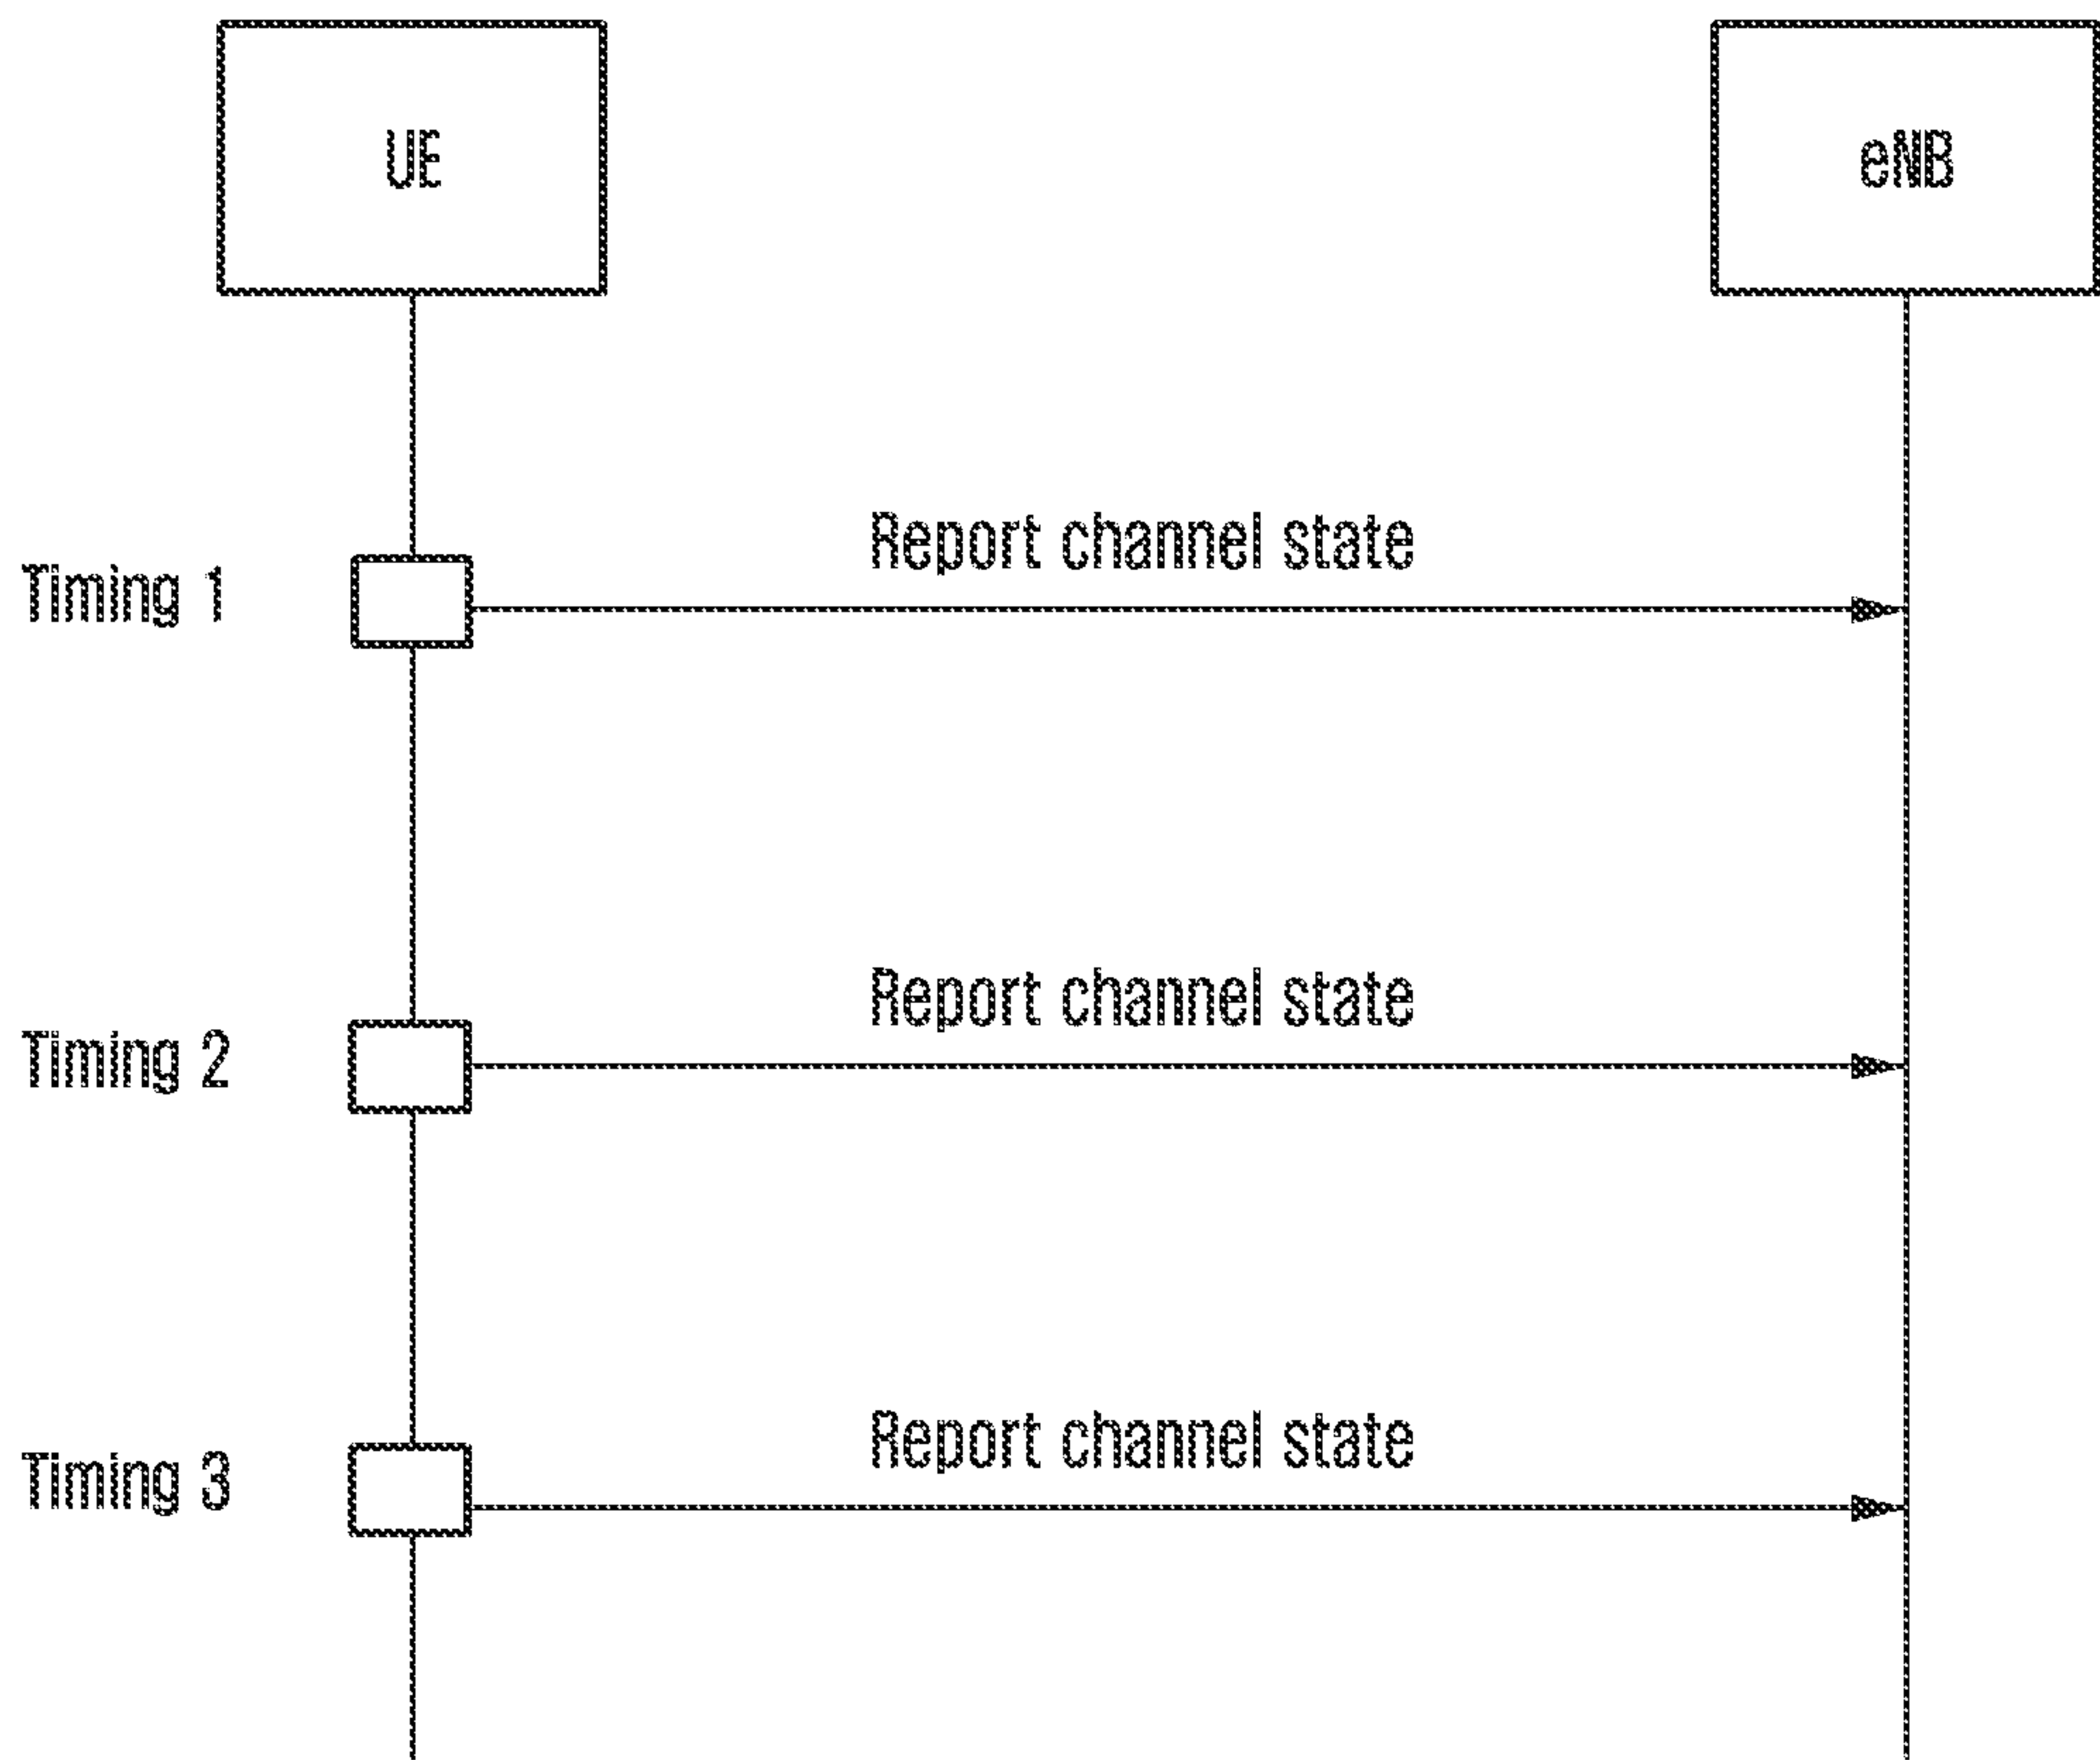 UE
eNB
Report channel state
Timing 1
Report channel state
Timing 2
Report channel state
Timing 3